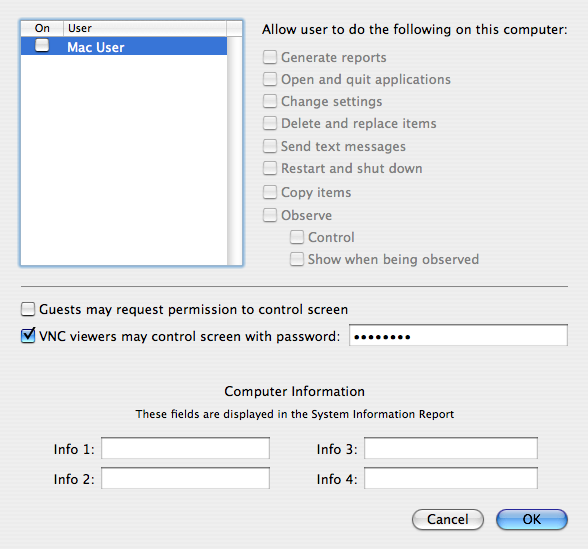 On User
Mac User
Allow user to do the following on this computer:
Generate reports
Open and quit applications
Change settings
Delete and replace items
Send text messages
Restart and shut down
Copy items
Observe
Control
Show when being observed
Guests may request permission to control screen
VNC viewers may control screen with password: ••••••••
Computer Information
These fields are displayed in the System Information Report
Info 1: Info 3:
Info 2: Info 4:
Cancel OK